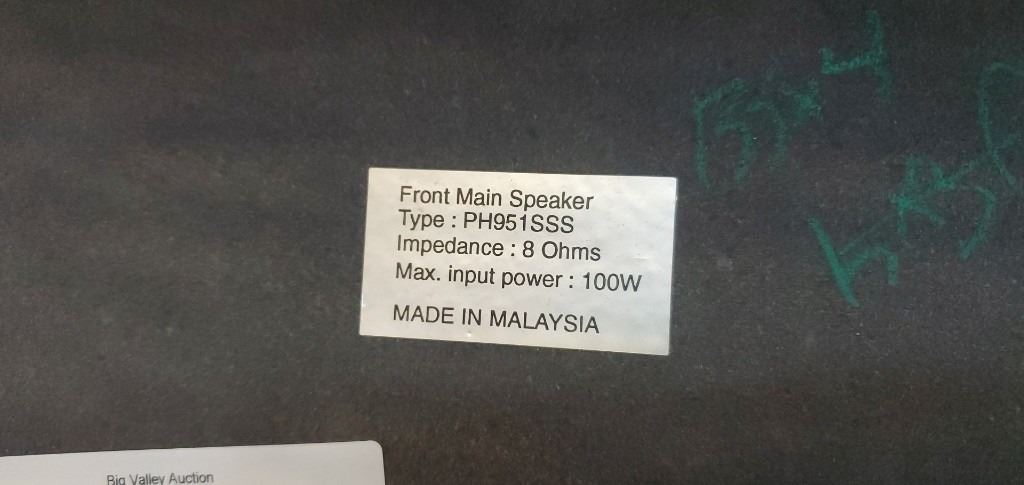 Front Main Speaker
Type : PH951SSS
Impedance : 8 Ohms
Max. input power : 100W
MADE IN MALAYSIA
Big Valley Auction